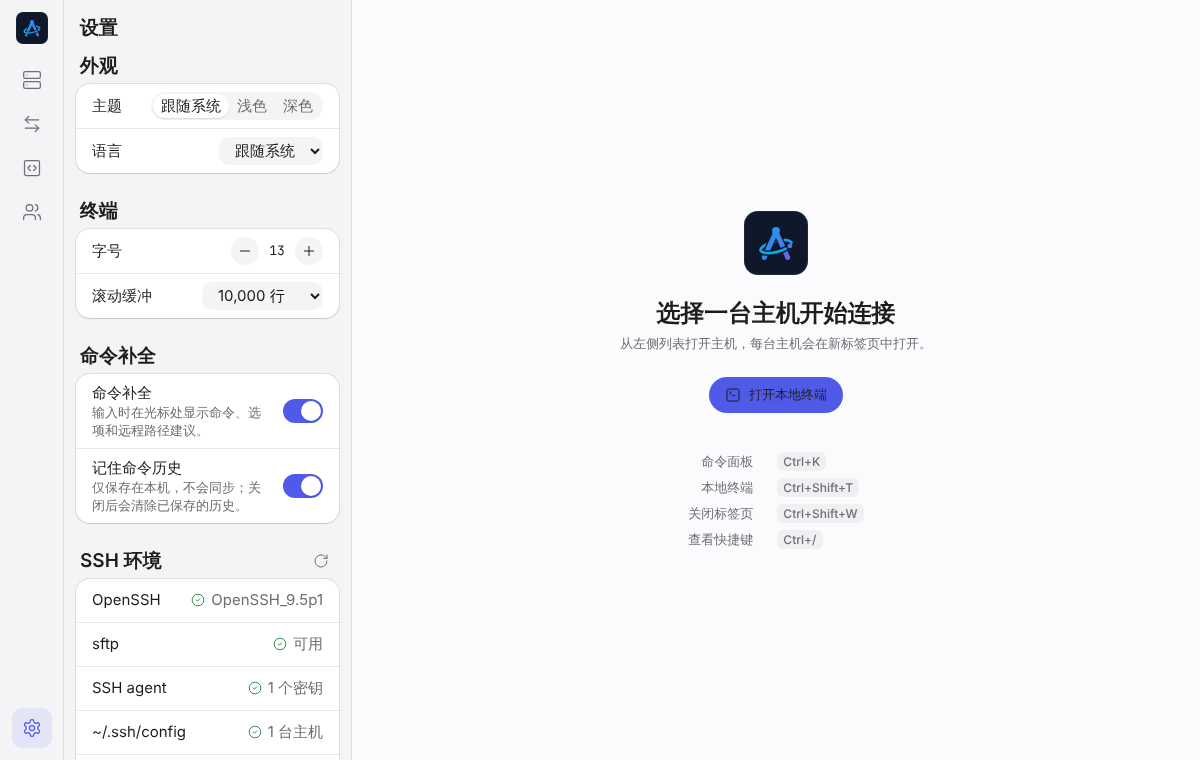 设置
外观
主题 跟随系统 浅色 深色
语言 跟随系统
终端
字号 13
滚动缓冲 10,000 行
命令补全
命令补全
输入时在光标处显示命令、选
项和远程路径建议。
记住命令历史
仅保存在本机，不会同步；关
闭后会清除已保存的历史。
SSH 环境
OpenSSH OpenSSH_9.5p1
sftp 可用
SSH agent 1 个密钥
~/.ssh/config 1 台主机
选择一台主机开始连接
从左侧列表打开主机，每台主机会在新标签页中打开。
打开本地终端
命令面板 Ctrl+K
本地终端 Ctrl+Shift+T
关闭标签页 Ctrl+Shift+W
查看快捷键 Ctrl+/